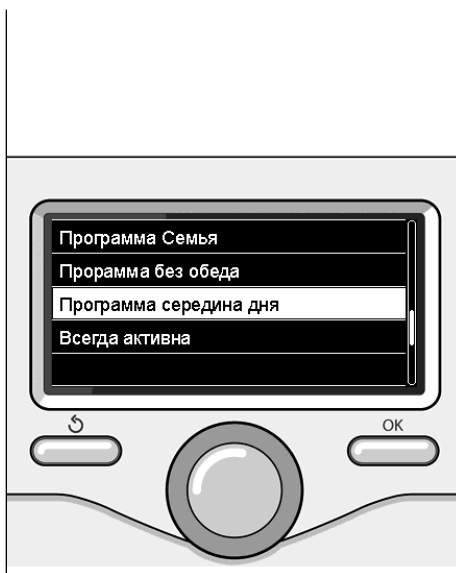 Программа Семья
Прорамма без обеда
Программа середина дня
Всегда активна
OK